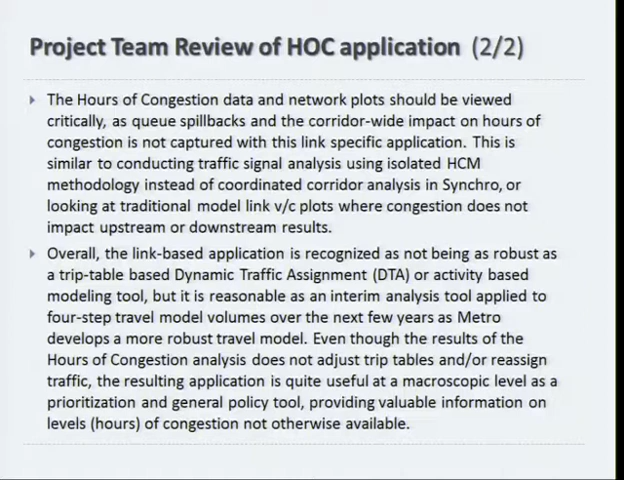 Project Team Review of HOC application (2/2)
The Hours of Congestion data and network plots should be viewed
critically, as queue spillbacks and the corridor-wide impact on hours of
congestion is not captured with this link specific application. This is
similar to conducting traffic signal analysis using isolated HCM
methodology instead of coordinated corridor analysis in Synchro, or
looking at traditional model link v/c plots where congestion does not
impact upstream or downstream results.
Overall, the link-based application is recognized as not being as robust as
a trip-table based Dynamic Traffic Assignment (DTA) or activity based
modeling tool, but it is reasonable as an interim analysis tool applied to
four-step travel model volumes over the next few years as Metro
develops a more robust travel model. Even though the results of the
Hours of Congestion analysis does not adjust trip tables and/or reassign
traffic, the resulting application is quite useful at a macroscopic level as a
prioritization and general policy tool, providing valuable information on
levels (hours) of congestion not otherwise available.